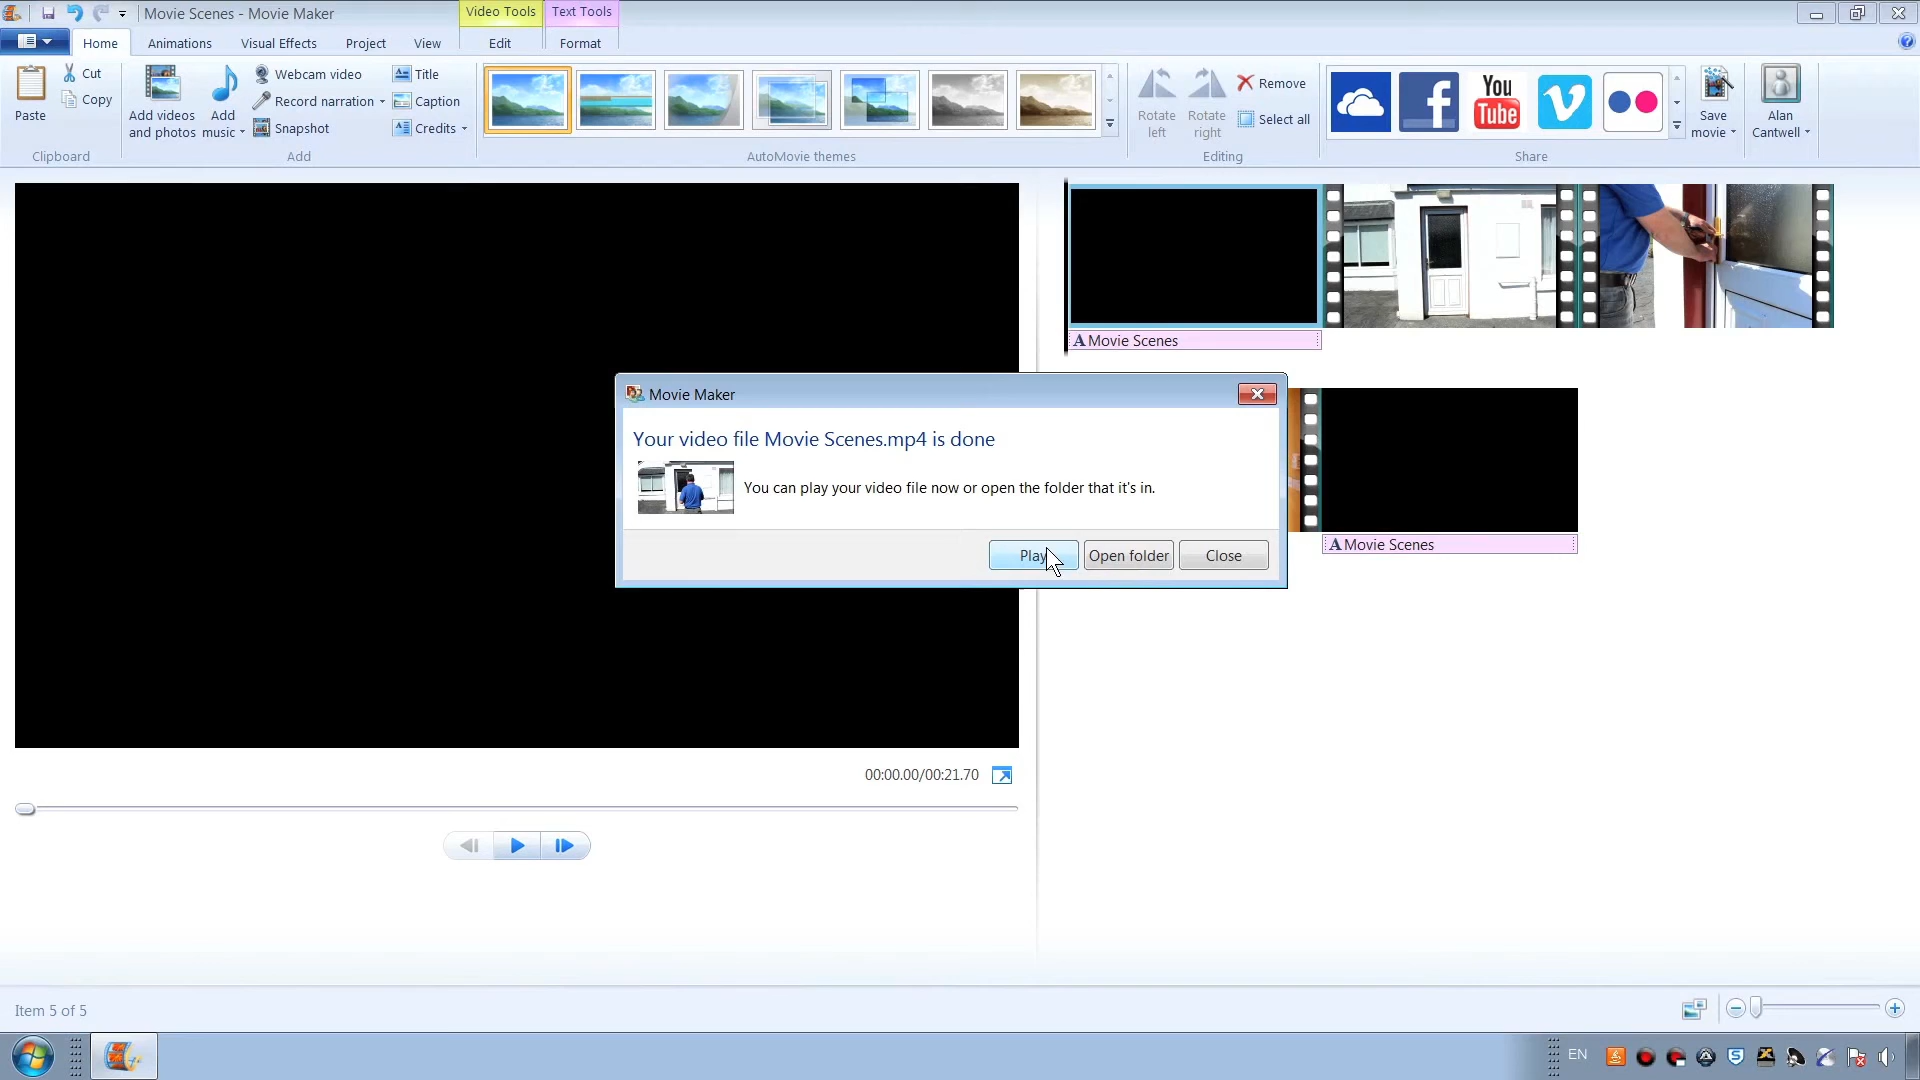 Movie Scenes - Movie Maker
Video Tools
Text Tools
Home
Animations
Visual Effects
Project
View
Edit
Format
Paste
Cut
Copy
Clipboard
Add videos
and photos
Add
music
Webcam video
Record narration
Snapshot
Title
Caption
Credits
Add
AutoMovie themes
Rotate
left
Rotate
right
Remove
Select all
Editing
You
Tube
Share
Save
movie
Alan
Cantwell
A Movie Scenes
Movie Maker
Your video file Movie Scenes.mp4 is done
You can play your video file now or open the folder that it's in.
Play
Open folder
Close
A Movie Scenes
00:00.00/00:21.70
Item 5 of 5
EN